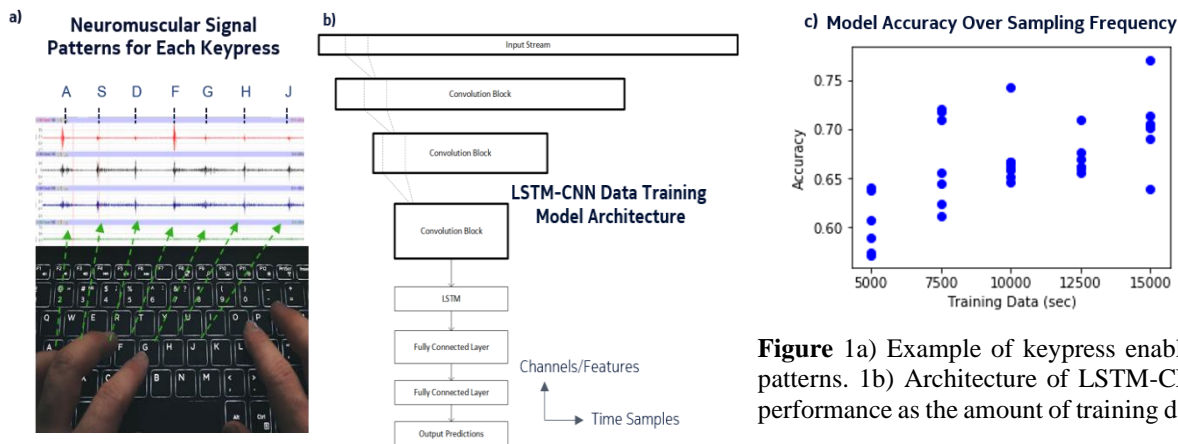 a)
Neuromuscular Signal
Patterns for Each Keypress
A S D F G H J
b)
Input Stream
Convolution Block
Convolution Block
LSTM-CNN Data Training
Model Architecture
Convolution Block
LSTM
Fully Connected Layer
Fully Connected Layer
Output Predictions
Channels/Features
Time Samples
c) Model Accuracy Over Sampling Frequency
Accuracy
0.75
0.70
0.65
0.60
5000 7500 10000 12500 15000
Training Data (sec)
Figure 1a) Example of keypress enabl
patterns. 1b) Architecture of LSTM-C
performance as the amount of training d